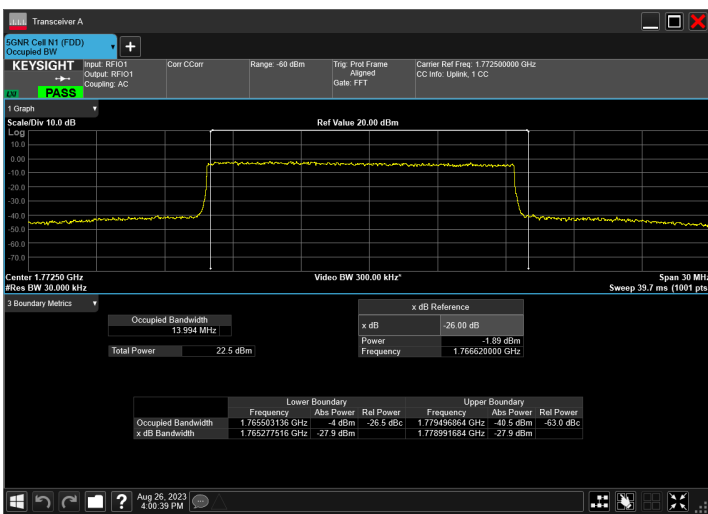 Transceiver A
5GNR Cell N1 (FDD)
Occupied BW
KEYSIGHT
LXI
PASS
Input: RFIO1
Output: RFIO1
Coupling: AC
Corr CCorr
Range: -60 dBm
Trig: Prot Frame
Aligned
Gate: FFT
Carrier Ref Freq: 1.772500000 GHz
CC Info: Uplink, 1 CC
1 Graph
Scale/Div 10.0 dB
Ref Value 20.00 dBm
Log
10.0
0.00
-10.0
-20.0
-30.0
-40.0
-50.0
-60.0
-70.0
Center 1.77250 GHz
Video BW 300.00 kHz*
Span 30 MHz
#Res BW 30.000 kHz
Sweep 39.7 ms (1001 pts
3 Boundary Metrics
Occupied Bandwidth
13.994 MHz
Total Power 22.5 dBm
x dB Reference
x dB -26.00 dB
Power -1.89 dBm
Frequency 1.766620000 GHz
Lower Boundary Upper Boundary
Frequency Abs Power Rel Power Frequency Abs Power Rel Power
Occupied Bandwidth 1.765503136 GHz -4 dBm -26.5 dBc 1.779496864 GHz -40.5 dBm -63.0 dBc
x dB Bandwidth 1.765277516 GHz -27.9 dBm 1.778991684 GHz -27.9 dBm
Aug 26, 2023
4:00:39 PM